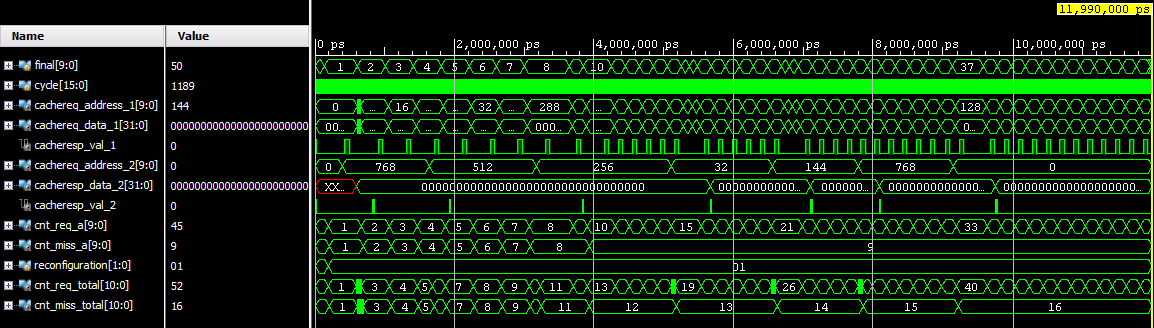 11,990,000 ps
Name Value
0 ps 2,000,000 ps 4,000,000 ps 6,000,000 ps 8,000,000 ps 10,000,000 ps
final[9:0] 50 1 2 3 4 5 6 7 8 10 37
cycle[15:0] 1189
cachereq_address_1[9:0] 144 0 ... 16 ... 32 ... 288 ... 128
cachereq_data_1[31:0] 00000000000000000000000 00... ... ... ... ... ... 000... ... 0...
cacheresp_val_1 0
cachereq_address_2[9:0] 0 0 768 512 256 32 144 768 0
cacheresp_data_2[31:0] 00000000000000000000000 XX... 00000000000000000000000000000000 00000000000... 000000... 0000000000000... 00000000000000000000...
cacheresp_val_2 0
cnt_req_a[9:0] 45 1 2 3 4 5 6 7 8 10 15 21 33
cnt_miss_a[9:0] 9 1 2 3 4 5 6 7 8 9
reconfiguration[1:0] 01 01
cnt_req_total[10:0] 52 1 3 4 5 7 8 9 11 13 19 26 40
cnt_miss_total[10:0] 16 1 3 4 5 7 8 9 11 12 13 14 15 16